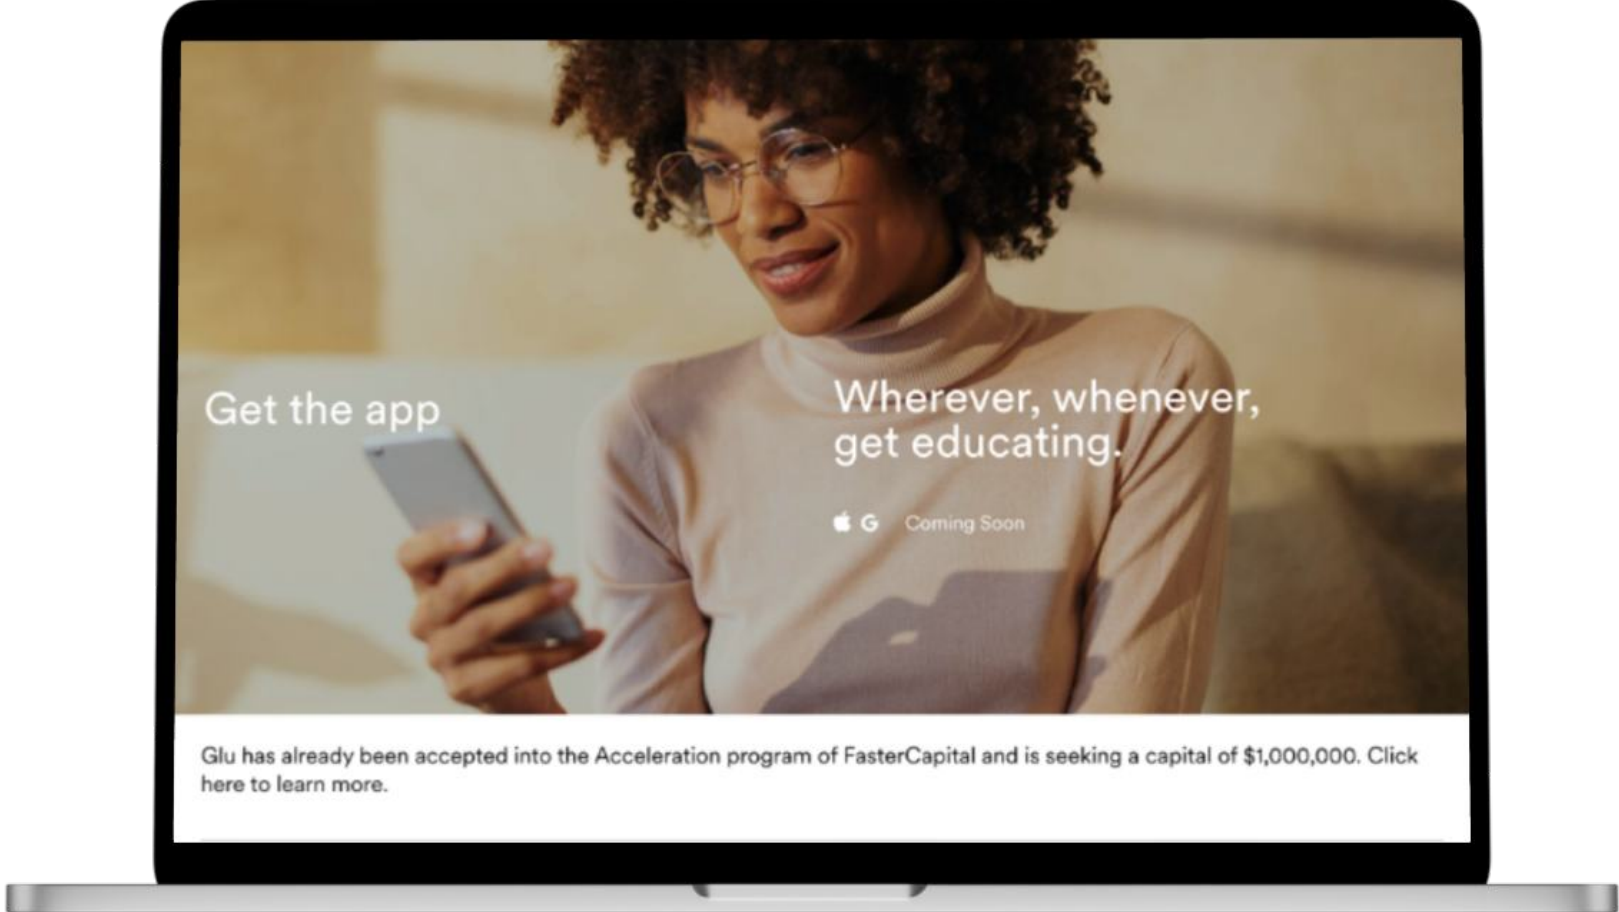 Get the app
Wherever, whenever,
get educating.
Coming Soon
Glu has already been accepted into the Acceleration program of FasterCapital and is seeking a capital of $1,000,000. Click
here to learn more.